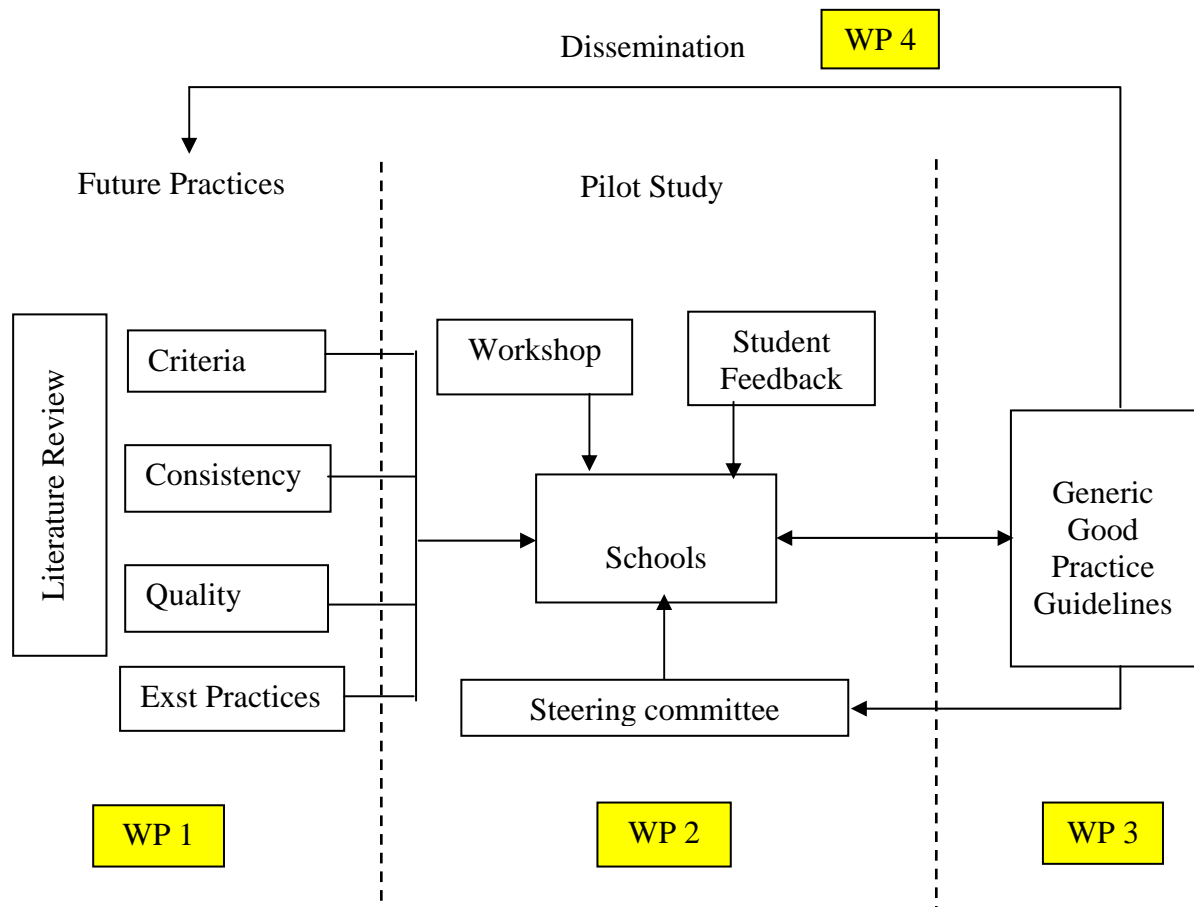 Dissemination
WP 4
Future Practices
Pilot Study
Literature Review
Criteria
Consistency
Quality
Exst Practices
Workshop
Student
Feedback
Schools
Steering committee
Generic
Good
Practice
Guidelines
WP 1
WP 2
WP 3